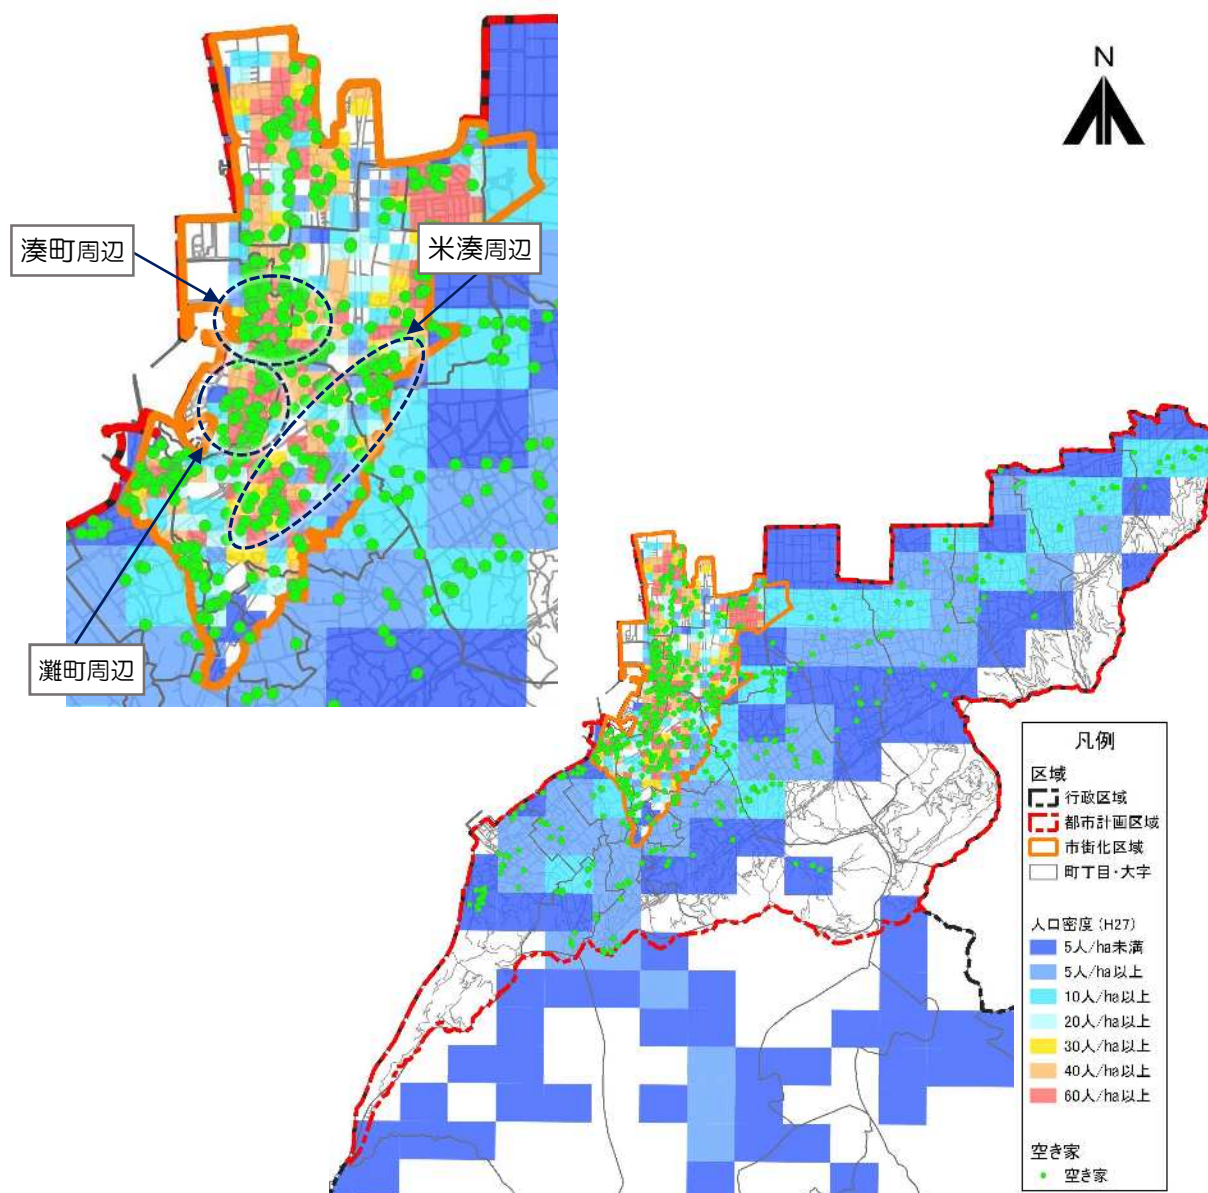 N
湊町周辺
米湊周辺
灘町周辺
凡例
区域
行政区域
都市計画区域
市街化区域
町丁目・大字
人口密度（H27）
5人/ha未満
5人/ha以上
10人/ha以上
20人/ha以上
30人/ha以上
40人/ha以上
60人/ha以上
空き家
空き家